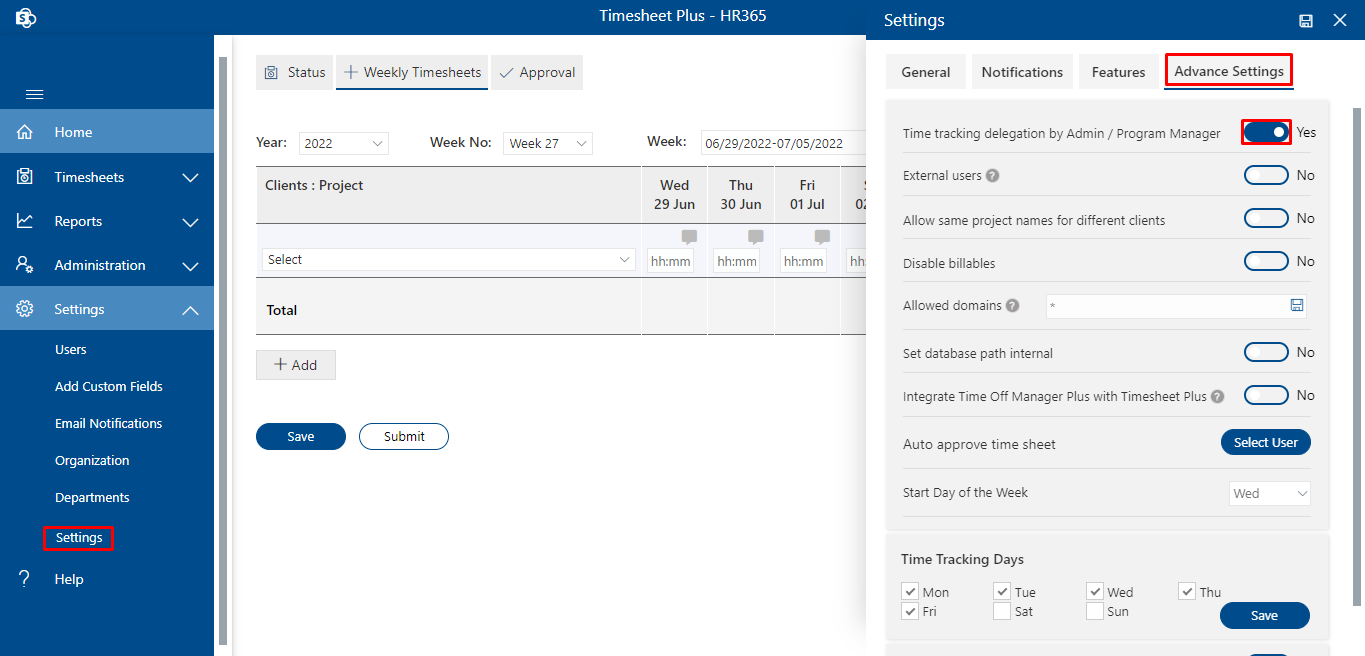 Timesheet Plus - HR365
Home
Timesheets
Reports
Administration
Settings
Users
Add Custom Fields
Email Notifications
Organization
Departments
Settings
? Help
Status
Weekly Timesheets
Approval
Year: 2022 Week No: Week 27 Week: 06/29/2022-07/05/2022
Clients : Project Wed Thu Fri
29 Jun 30 Jun 01 Jul 02
Select hh:mm hh:mm hh:mm hh:
Total
Add
Save Submit
Settings
General Notifications Features Advance Settings
Time tracking delegation by Admin / Program Manager Yes
External users ? No
Allow same project names for different clients No
Disable billables No
Allowed domains ? *
Set database path internal No
Integrate Time Off Manager Plus with Timesheet Plus ? No
Auto approve time sheet Select User
Start Day of the Week Wed
Time Tracking Days
Mon Tue Wed Thu
Fri Sat Sun
Save